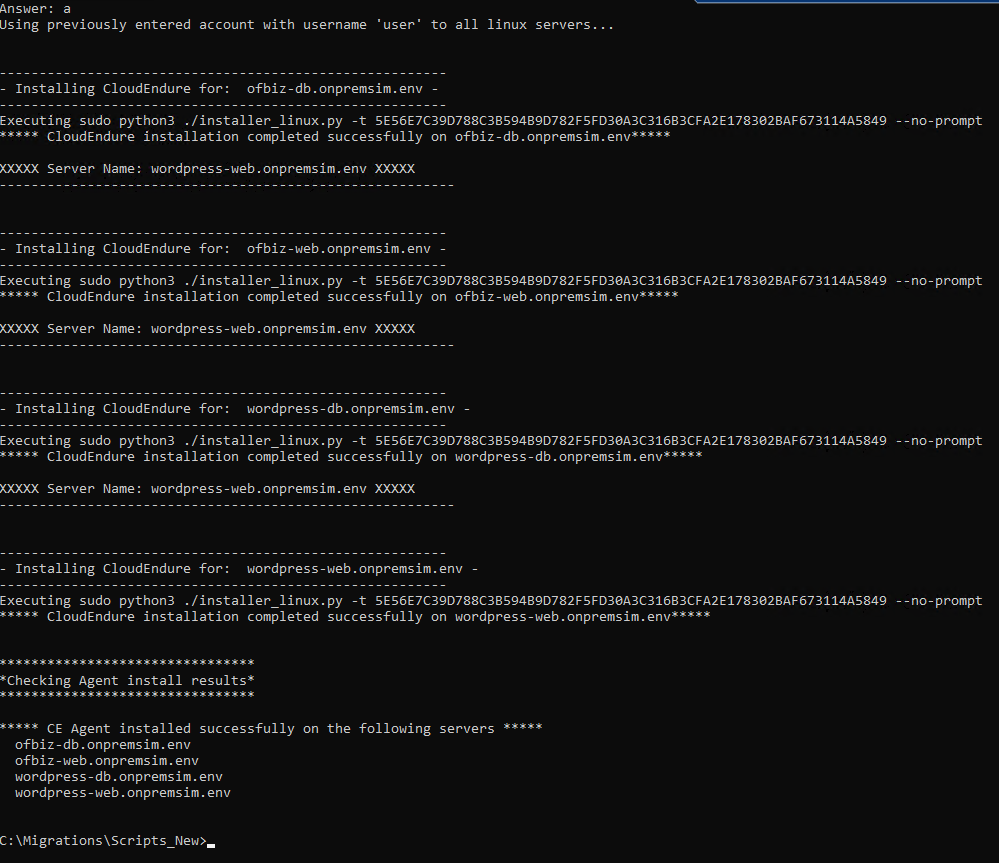 Answer: a
Using previously entered account with username 'user' to all linux servers...
--------------------------------------------------------
- Installing CloudEndure for:  ofbiz-db.onpremsim.env -
--------------------------------------------------------
Executing sudo python3 ./installer_linux.py -t 5E56E7C39D788C3B594B9D782F5FD30A3C316B3CFA2E178302BAF673114A5849 --no-prompt
***** CloudEndure installation completed successfully on ofbiz-db.onpremsim.env*****
XXXXX Server Name: wordpress-web.onpremsim.env XXXXX
---------------------------------------------------------
--------------------------------------------------------
- Installing CloudEndure for:  ofbiz-web.onpremsim.env -
--------------------------------------------------------
Executing sudo python3 ./installer_linux.py -t 5E56E7C39D788C3B594B9D782F5FD30A3C316B3CFA2E178302BAF673114A5849 --no-prompt
***** CloudEndure installation completed successfully on ofbiz-web.onpremsim.env*****
XXXXX Server Name: wordpress-web.onpremsim.env XXXXX
---------------------------------------------------------
--------------------------------------------------------
- Installing CloudEndure for:  wordpress-db.onpremsim.env -
--------------------------------------------------------
Executing sudo python3 ./installer_linux.py -t 5E56E7C39D788C3B594B9D782F5FD30A3C316B3CFA2E178302BAF673114A5849 --no-prompt
***** CloudEndure installation completed successfully on wordpress-db.onpremsim.env*****
XXXXX Server Name: wordpress-web.onpremsim.env XXXXX
---------------------------------------------------------
--------------------------------------------------------
- Installing CloudEndure for:  wordpress-web.onpremsim.env -
--------------------------------------------------------
Executing sudo python3 ./installer_linux.py -t 5E56E7C39D788C3B594B9D782F5FD30A3C316B3CFA2E178302BAF673114A5849 --no-prompt
***** CloudEndure installation completed successfully on wordpress-web.onpremsim.env*****
********************************
*Checking Agent install results*
********************************
***** CE Agent installed successfully on the following servers *****
ofbiz-db.onpremsim.env
ofbiz-web.onpremsim.env
wordpress-db.onpremsim.env
wordpress-web.onpremsim.env
C:\Migrations\Scripts_New>